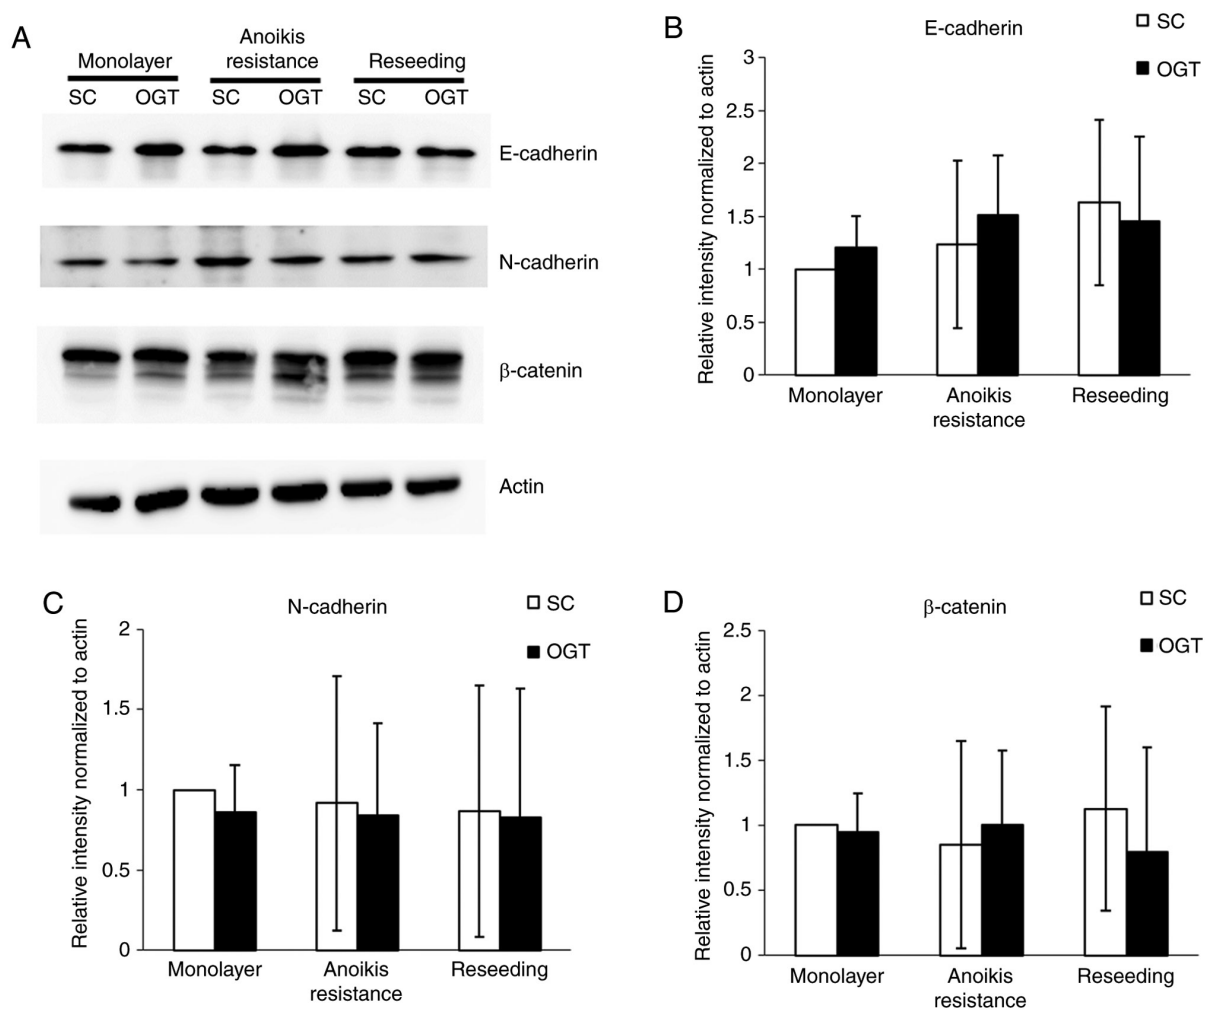 A
Monolayer
Anoikis
resistance
Reseeding
SC OGT SC OGT SC OGT
E-cadherin
N-cadherin
β-catenin
Actin
B
E-cadherin
SC
OGT
Relative intensity normalized to actin
3
2.5
2
1.5
1
0.5
0
Monolayer
Anoikis
resistance
Reseeding
C
N-cadherin
SC
OGT
Relative intensity normalized to actin
2
1.5
1
0.5
0
Monolayer
Anoikis
resistance
Reseeding
D
β-catenin
SC
OGT
Relative intensity normalized to actin
2.5
2
1.5
1
0.5
0
Monolayer
Anoikis
resistance
Reseeding